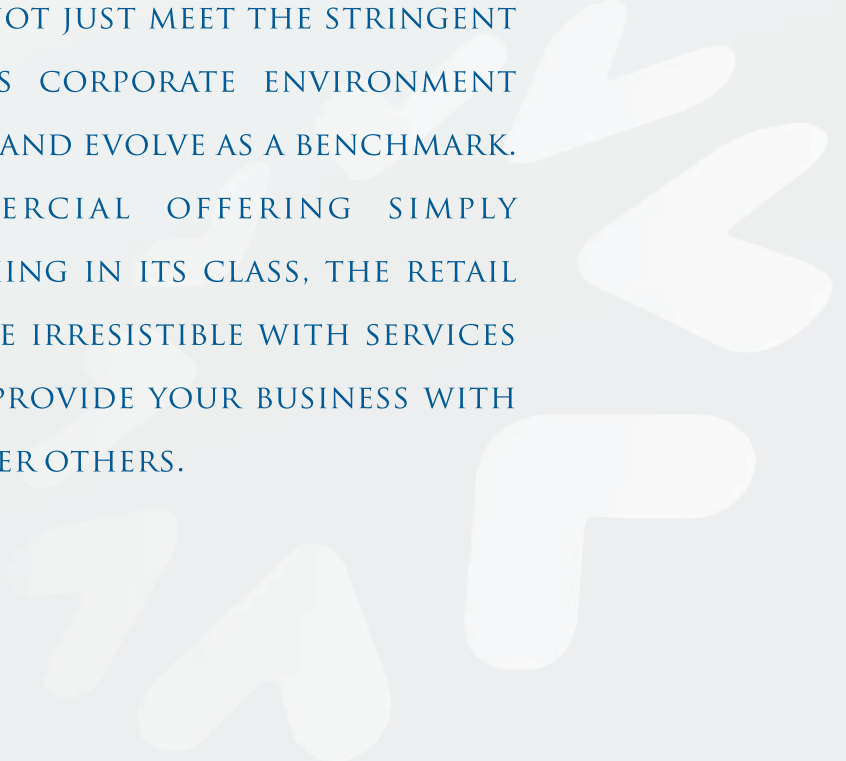 OT JUST MEET THE STRINGENT
S CORPORATE ENVIRONMENT
AND EVOLVE AS A BENCHMARK.
ERCIAL OFFERING SIMPLY
ING IN ITS CLASS, THE RETAIL
E IRRESISTIBLE WITH SERVICES
PROVIDE YOUR BUSINESS WITH
ER OTHERS.